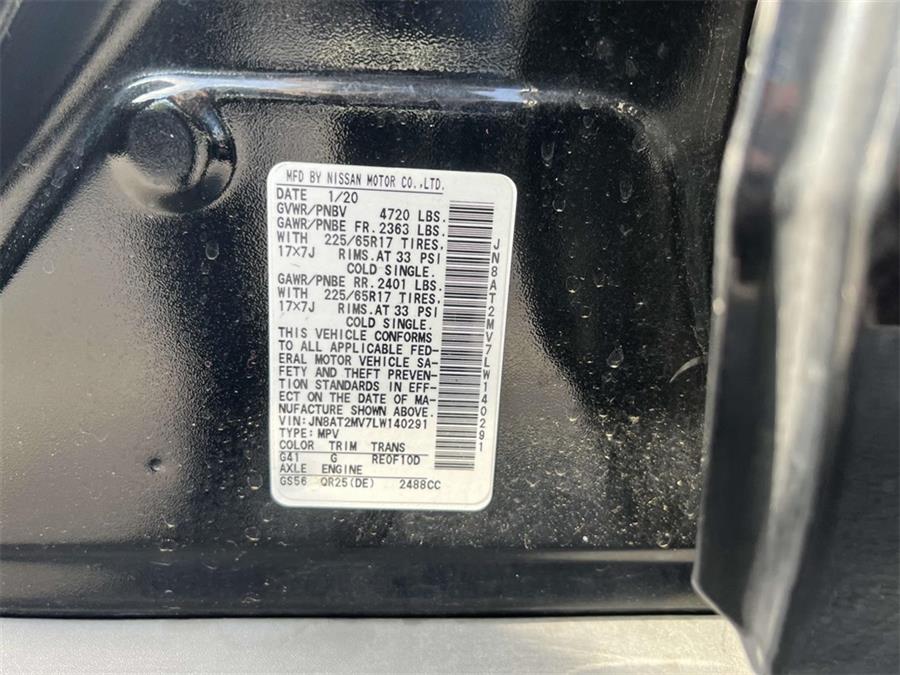 MFD BY NISSAN MOTOR CO.,LTD.
DATE 1/20
GVWR/PNBV 4720 LBS.
GAWR/PNBE FR. 2363 LBS.
WITH 225/65R17 TIRES,
17X7J RIMS. AT 33 PSI
COLD SINGLE.
GAWR/PNBE RR. 2401 LBS.
WITH 225/65R17 TIRES,
17X7J RIMS. AT 33 PSI
COLD SINGLE.
THIS VEHICLE CONFORMS
TO ALL APPLICABLE FED-
ERAL MOTOR VEHICLE SA-
FETY AND THEFT PREVEN-
TION STANDARDS IN EFF-
ECT ON THE DATE OF MA-
NUFACTURE SHOWN ABOVE.
VIN: JN8AT2MV7LW140291
TYPE: MPV
COLOR TRIM TRANS
G41 G RE0F10D
AXLE ENGINE
GS56 QR25(DE) 2488CC
JN8AT2MV7LW140291